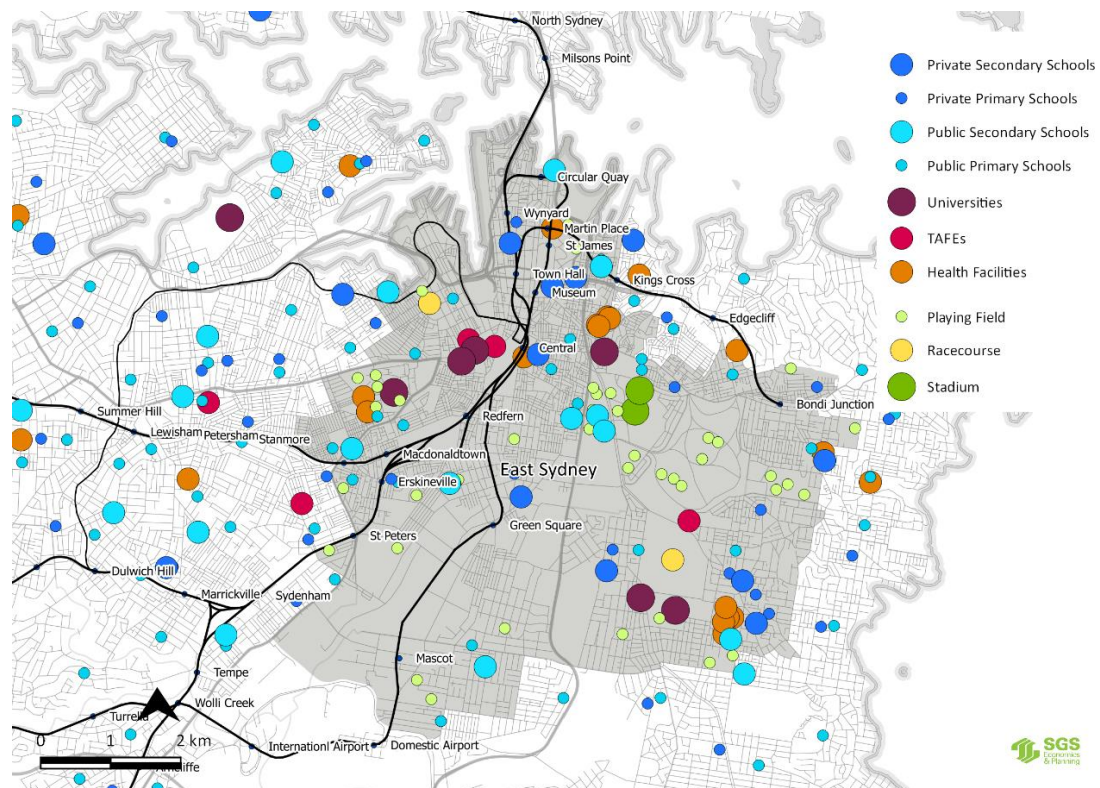 North Sydney
Milsons Point
Private Secondary Schools
Private Primary Schools
Public Secondary Schools
Public Primary Schools
Universities
TAFEs
Health Facilities
Playing Field
Racecourse
Stadium
Circular Quay
Wynyard
Martin Place
St James
Town Hall
Museum
Kings Cross
Edgecliff
Central
Bondi Junction
Summer Hill
Lewisham
Petersham
Stanmore
Redfern
Macdonaldtown
East Sydney
Erskineville
Green Square
St Peters
Dulwich Hill
Marrickville
Sydenham
Mascot
Tempe
Wolli Creek
Turrella
0 1 2 km
Internationl Airport
Domestic Airport
SGS
Economics
& Planning